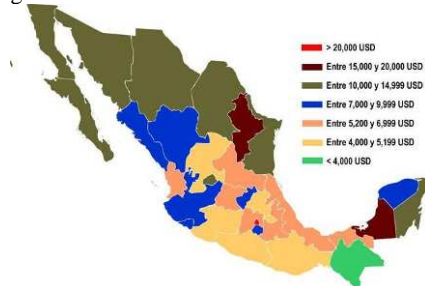 > 20,000 USD
Entre 15,000 y 20,000 USD
Entre 10,000 y 14,999 USD
Entre 7,000 y 9,999 USD
Entre 5,200 y 6,999 USD
Entre 4,000 y 5,199 USD
< 4,000 USD